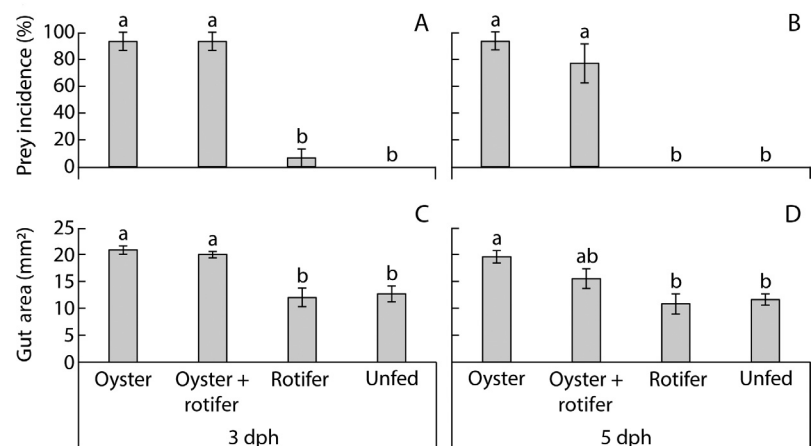 A
a a b b
Prey incidence (%)
100
80
60
40
20
0
B
a a b b
C
a a b b
Gut area (mm²)
25
20
15
10
5
0
D
a ab b b
Oyster Oyster + rotifer Rotifer Unfed
3 dph
Oyster Oyster + rotifer Rotifer Unfed
5 dph